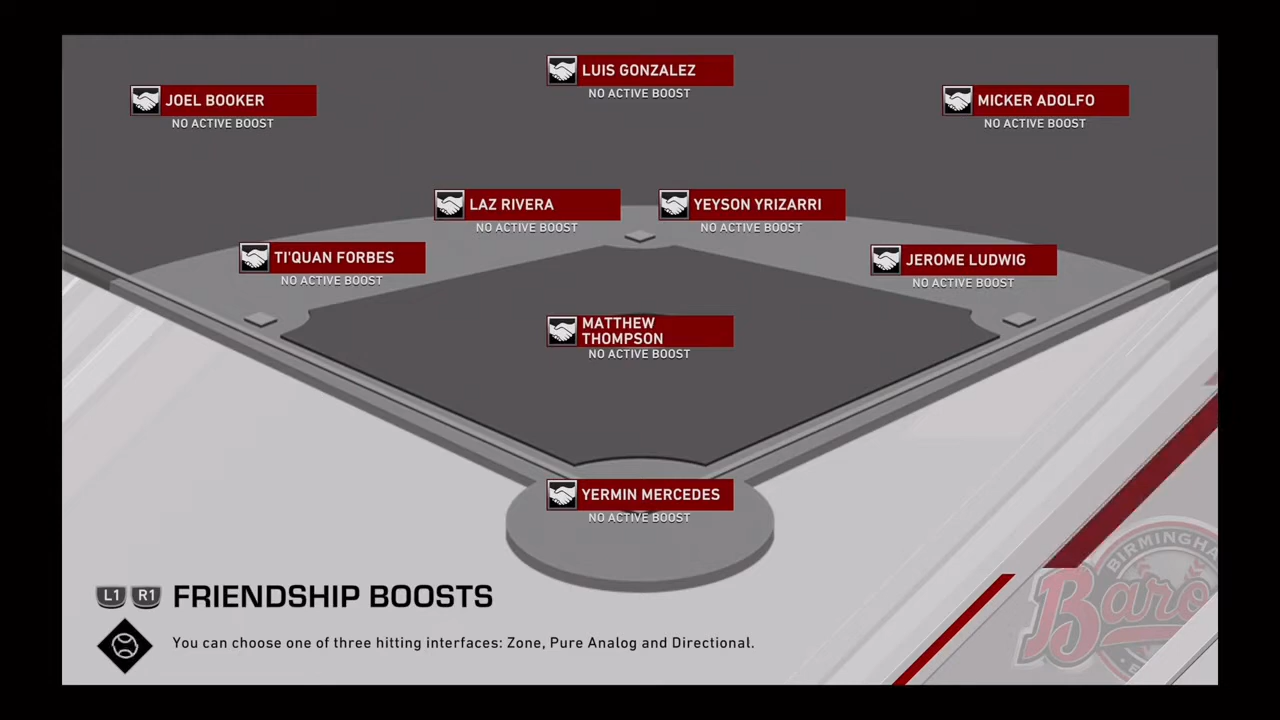 LUIS GONZALEZ
NO ACTIVE BOOST
JOEL BOOKER
NO ACTIVE BOOST
MICKER ADOLFO
NO ACTIVE BOOST
LAZ RIVERA
NO ACTIVE BOOST
YEYSON YRIZARRI
NO ACTIVE BOOST
TI'QUAN FORBES
NO ACTIVE BOOST
JEROME LUDWIG
NO ACTIVE BOOST
MATTHEW
THOMPSON
NO ACTIVE BOOST
YERMIN MERCEDES
NO ACTIVE BOOST
L1 R1 FRIENDSHIP BOOSTS
You can choose one of three hitting interfaces: Zone, Pure Analog and Directional.
BIRMINGHA
Baro